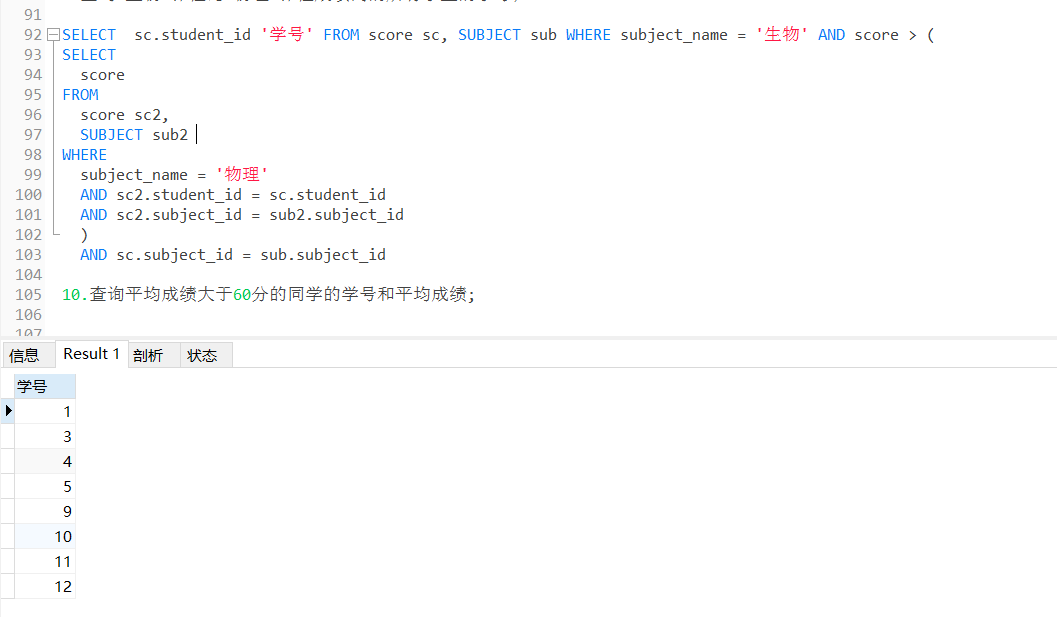 91
92 SELECT  sc.student_id '学号' FROM score sc, SUBJECT sub WHERE subject_name = '生物' AND score > (
93 SELECT
94   score
95 FROM
96   score sc2,
97   SUBJECT sub2
98 WHERE
99   subject_name = '物理'
100   AND sc2.student_id = sc.student_id
101   AND sc2.subject_id = sub2.subject_id
102   )
103   AND sc.subject_id = sub.subject_id
104
105 10.查询平均成绩大于60分的同学的学号和平均成绩;
106
107
信息 Result 1 剖析 状态
学号
1
3
4
5
9
10
11
12